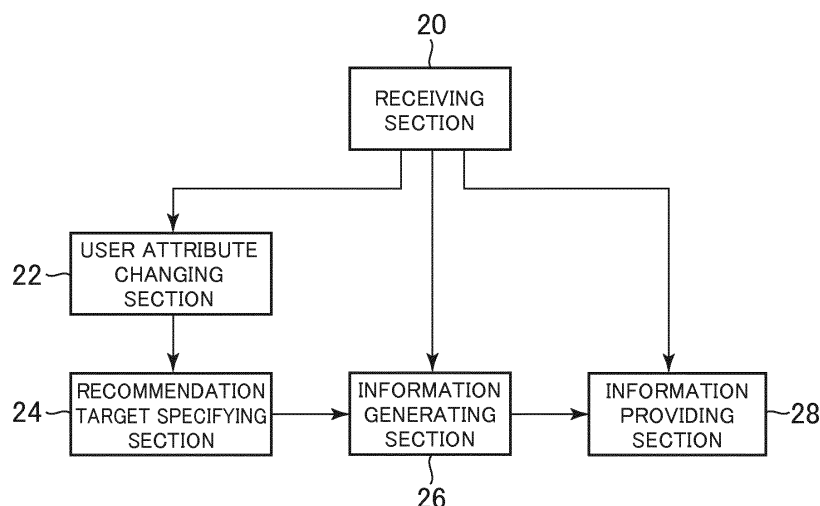 20
RECEIVING
SECTION
USER ATTRIBUTE
CHANGING
SECTION
22
RECOMMENDATION
TARGET SPECIFYING
SECTION
24
INFORMATION
GENERATING
SECTION
26
INFORMATION
PROVIDING
SECTION
28